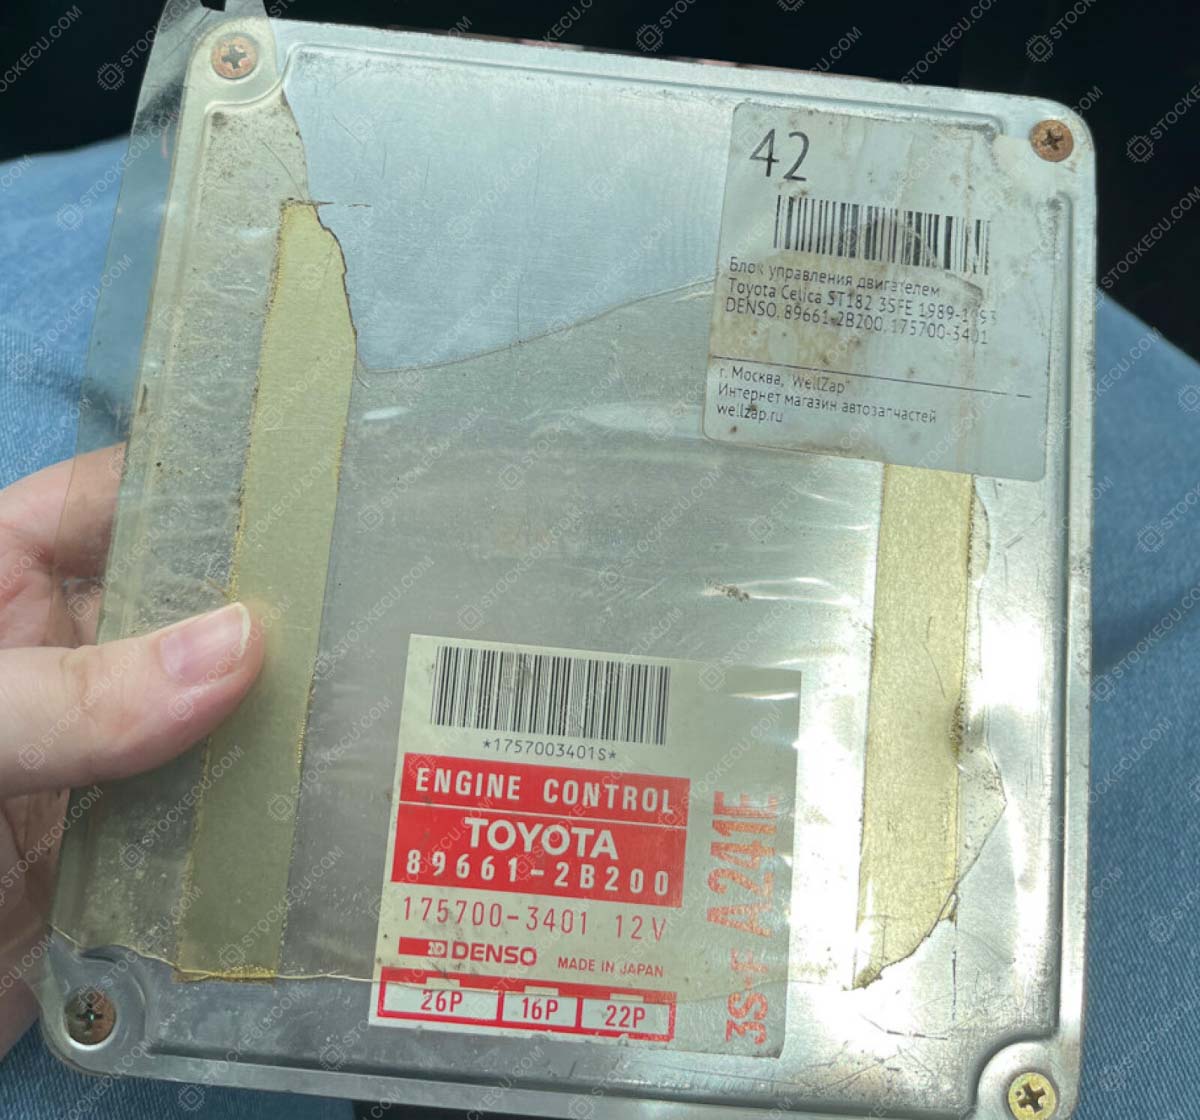 42
Блок управления двигателем
Toyota Celica ST182 3SFE 1989-1993
DENSO, 89661-2B200, 175700-3401
г. Москва, "WellZap"
Интернет магазин автозапчастей
wellzap.ru
*1757003401S*
ENGINE CONTROL
TOYOTA
89661-2B200
175700-3401 12V
DENSO MADE IN JAPAN
26P 16P 22P
A241E
STOCKECU.COM